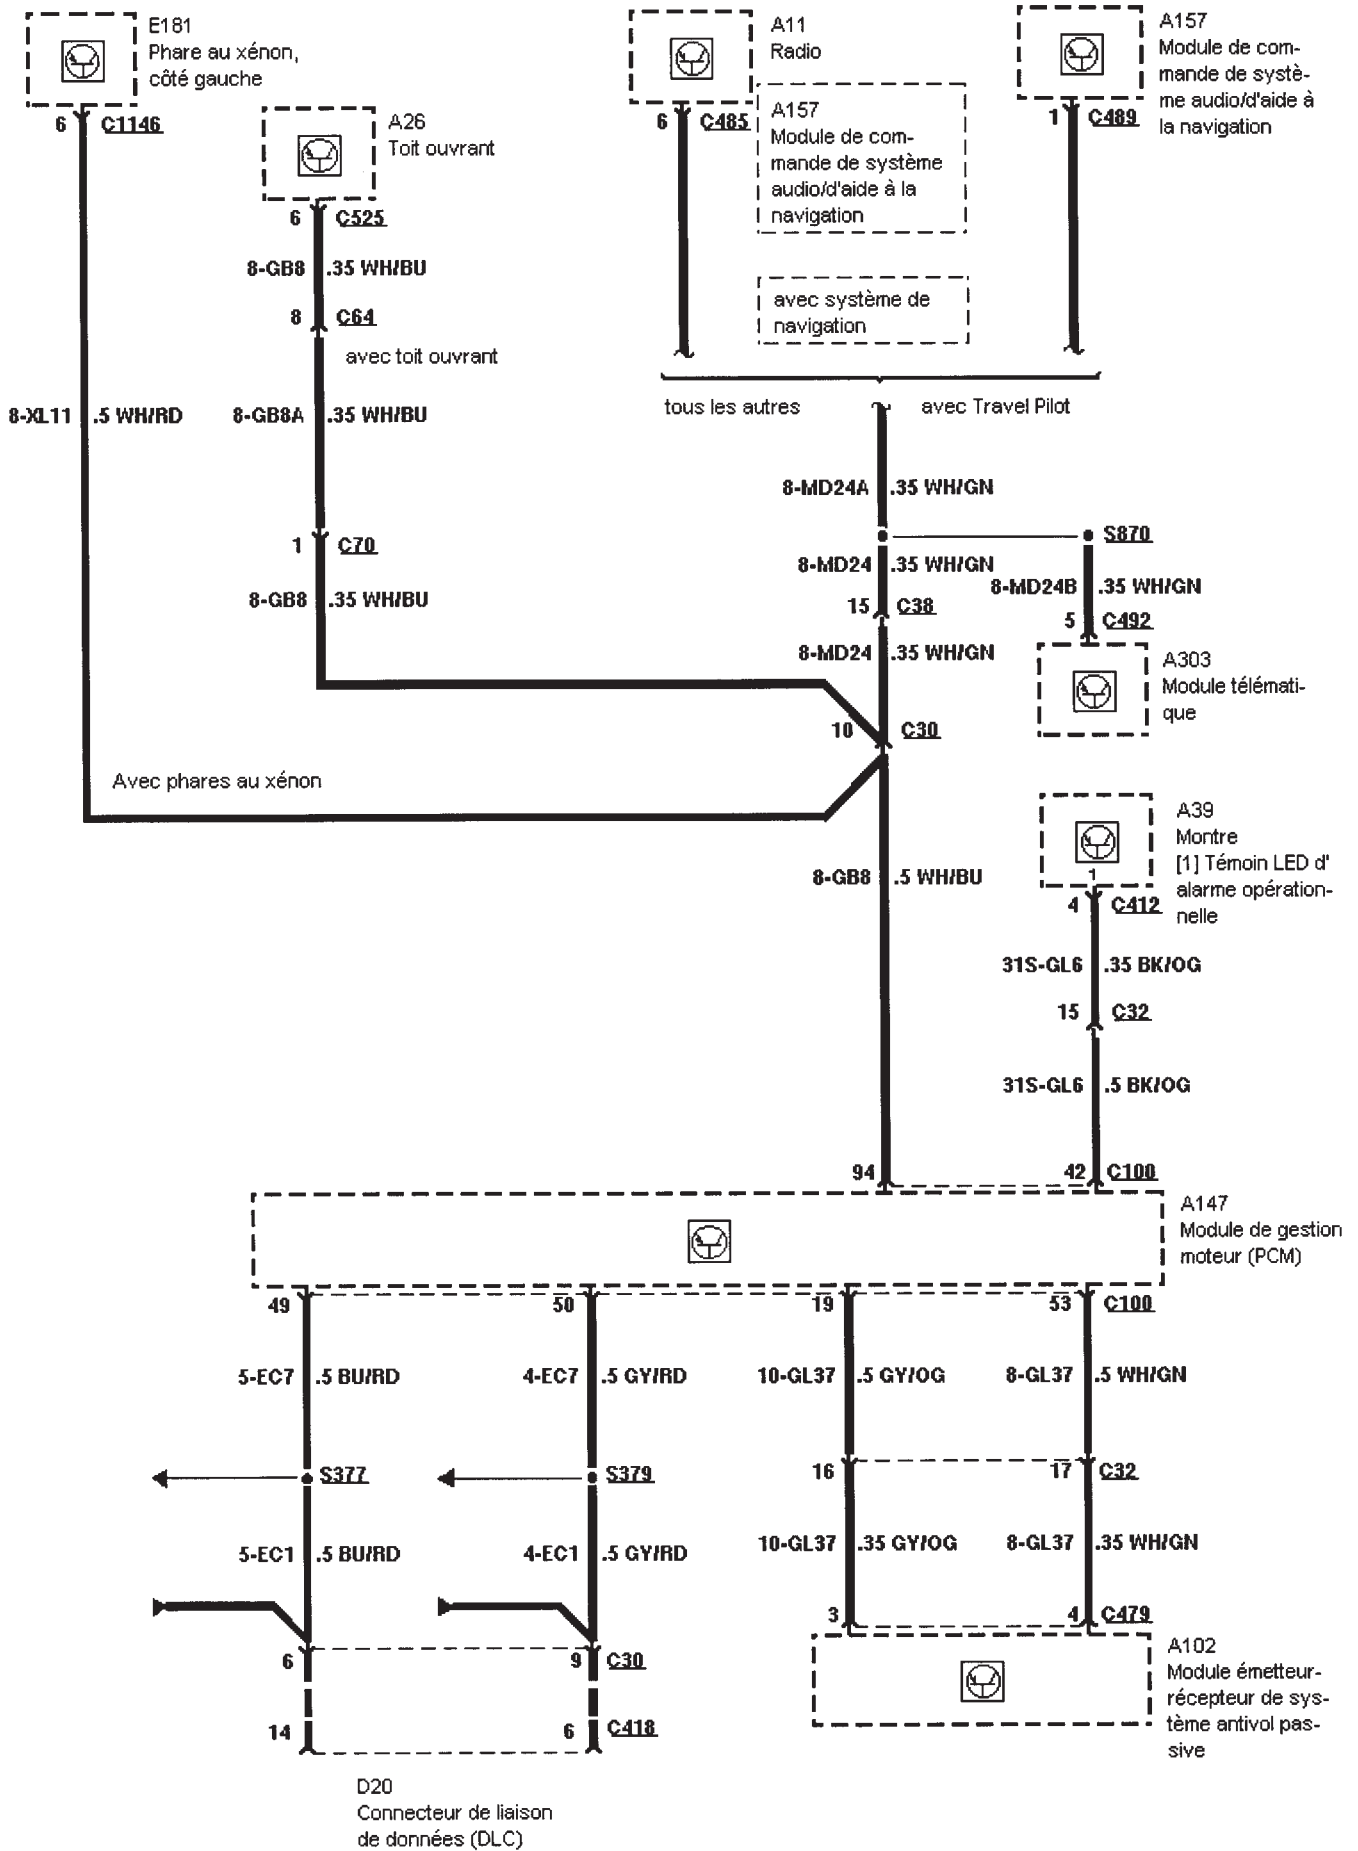 E181
Phare au xénon,
côté gauche
6 C1146
A26
Toit ouvrant
6 C525
8-GB8 .35 WH/BU
8 C64
avec toit ouvrant
8-XL11 .5 WH/RD
8-GB8A .35 WH/BU
1 C70
8-GB8 .35 WH/BU
Avec phares au xénon
A11
Radio
6 C485
A157
Module de com-
mande de système
audio/d'aide à la
navigation
avec système de
navigation
A157
Module de com-
mande de systè-
me audio/d'aide à
la navigation
1 C489
tous les autres
avec Travel Pilot
8-MD24A .35 WH/GN
S870
8-MD24 .35 WH/GN
8-MD24B .35 WH/GN
15 C38
5 C492
8-MD24 .35 WH/GN
A303
Module télémati-
que
10 C30
A39
Montre
[1] Témoin LED d'
alarme opération-
nelle
1
8-GB8 .5 WH/BU
4 C412
31S-GL6 .35 BK/OG
15 C32
31S-GL6 .5 BK/OG
94
42 C100
A147
Module de gestion
moteur (PCM)
49
50
19
53 C100
5-EC7 .5 BU/RD
4-EC7 .5 GY/RD
10-GL37 .5 GY/OG
8-GL37 .5 WH/GN
S377
S379
16
17 C32
5-EC1 .5 BU/RD
4-EC1 .5 GY/RD
10-GL37 .35 GY/OG
8-GL37 .35 WH/GN
3
4 C479
6
9 C30
A102
Module émetteur-
récepteur de sys-
tème antivol pas-
sive
14
6 C418
D20
Connecteur de liaison
de données (DLC)